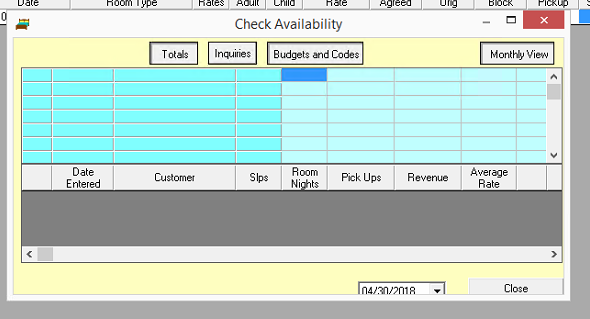 Date Room Type Rates Adult Child Rate Agreed Orig Block Pickup
Check Availability
Totals Inquiries Budgets and Codes Monthly View
Date Entered Customer Slps Room Nights Pick Ups Revenue Average Rate
04/30/2018 Close